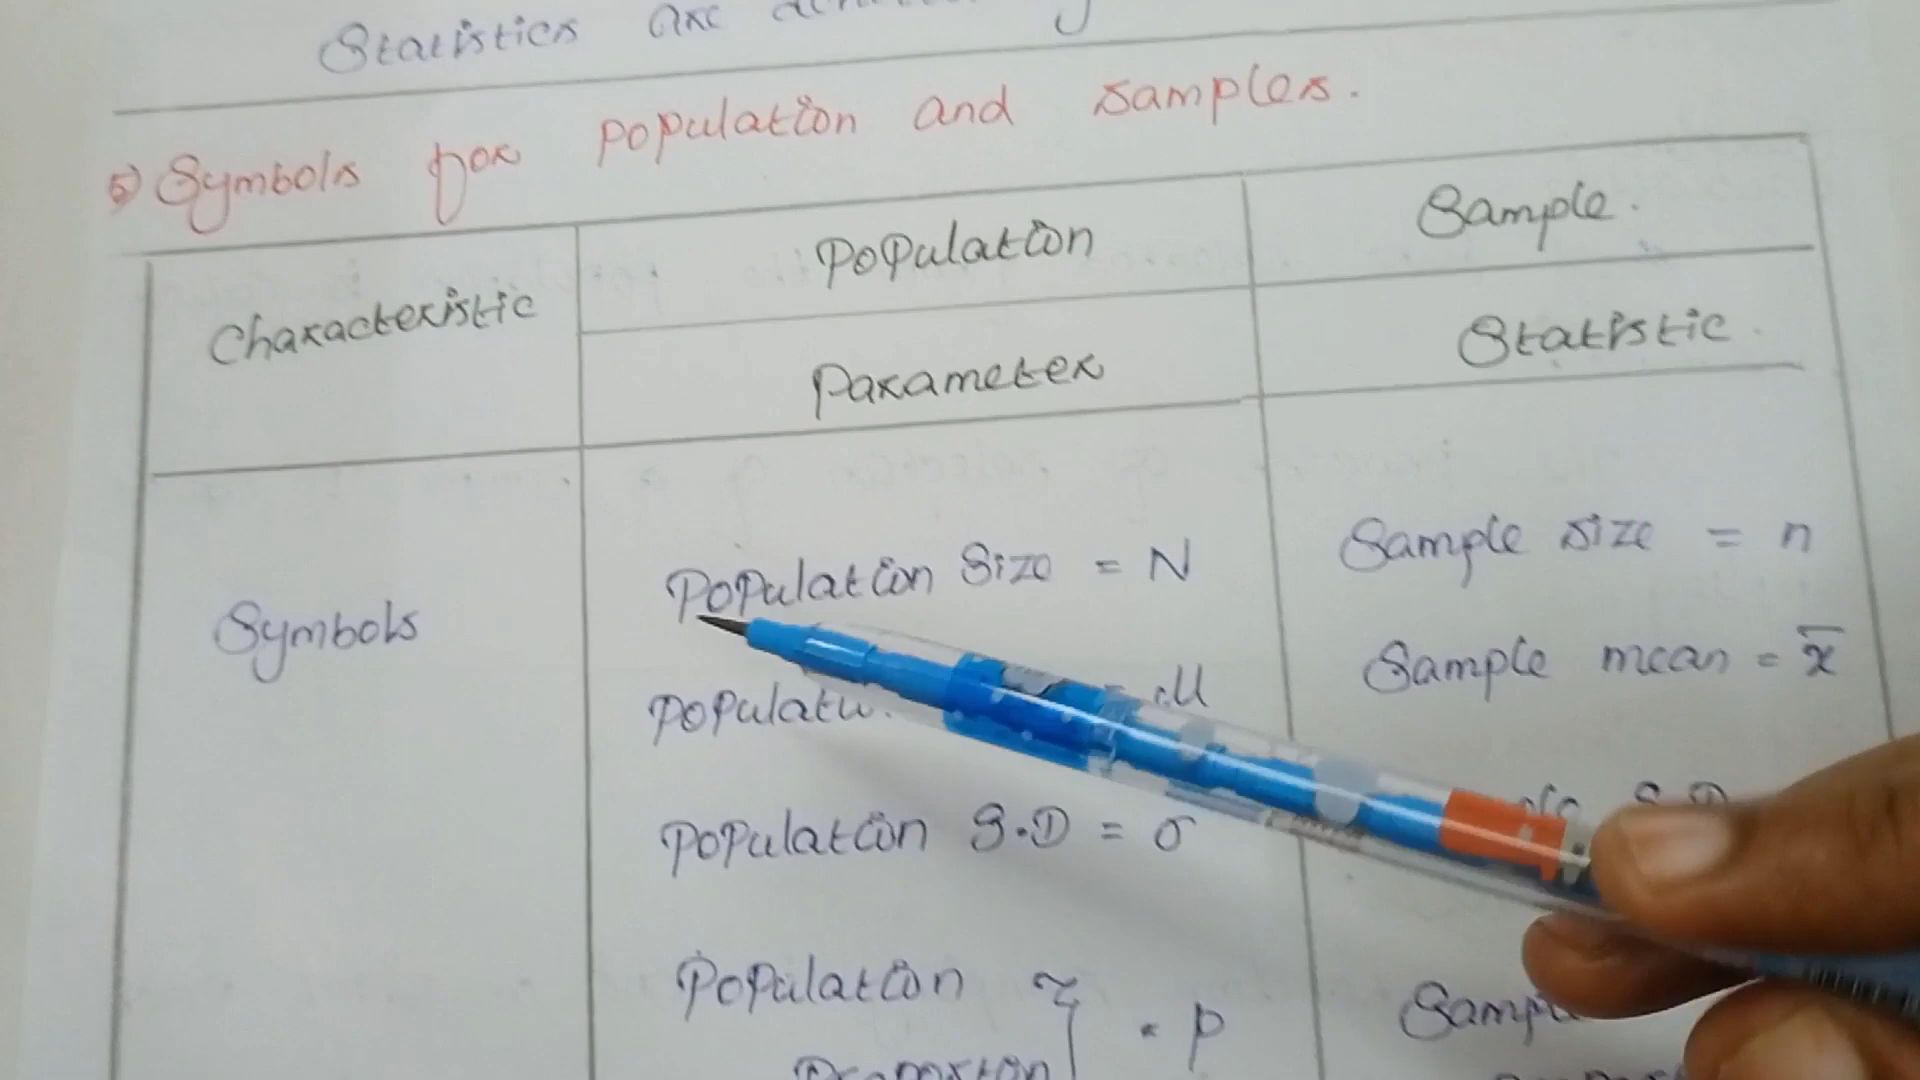 Statistics are
5) Symbols for population and samples.
Characteristic
Population
Sample.
Parameter
Statistic
Symbols
Population Size = N
Sample size = n
= μ
Sample mean = x̄
Population S.D = σ
S.D
Population
Proportion } = P